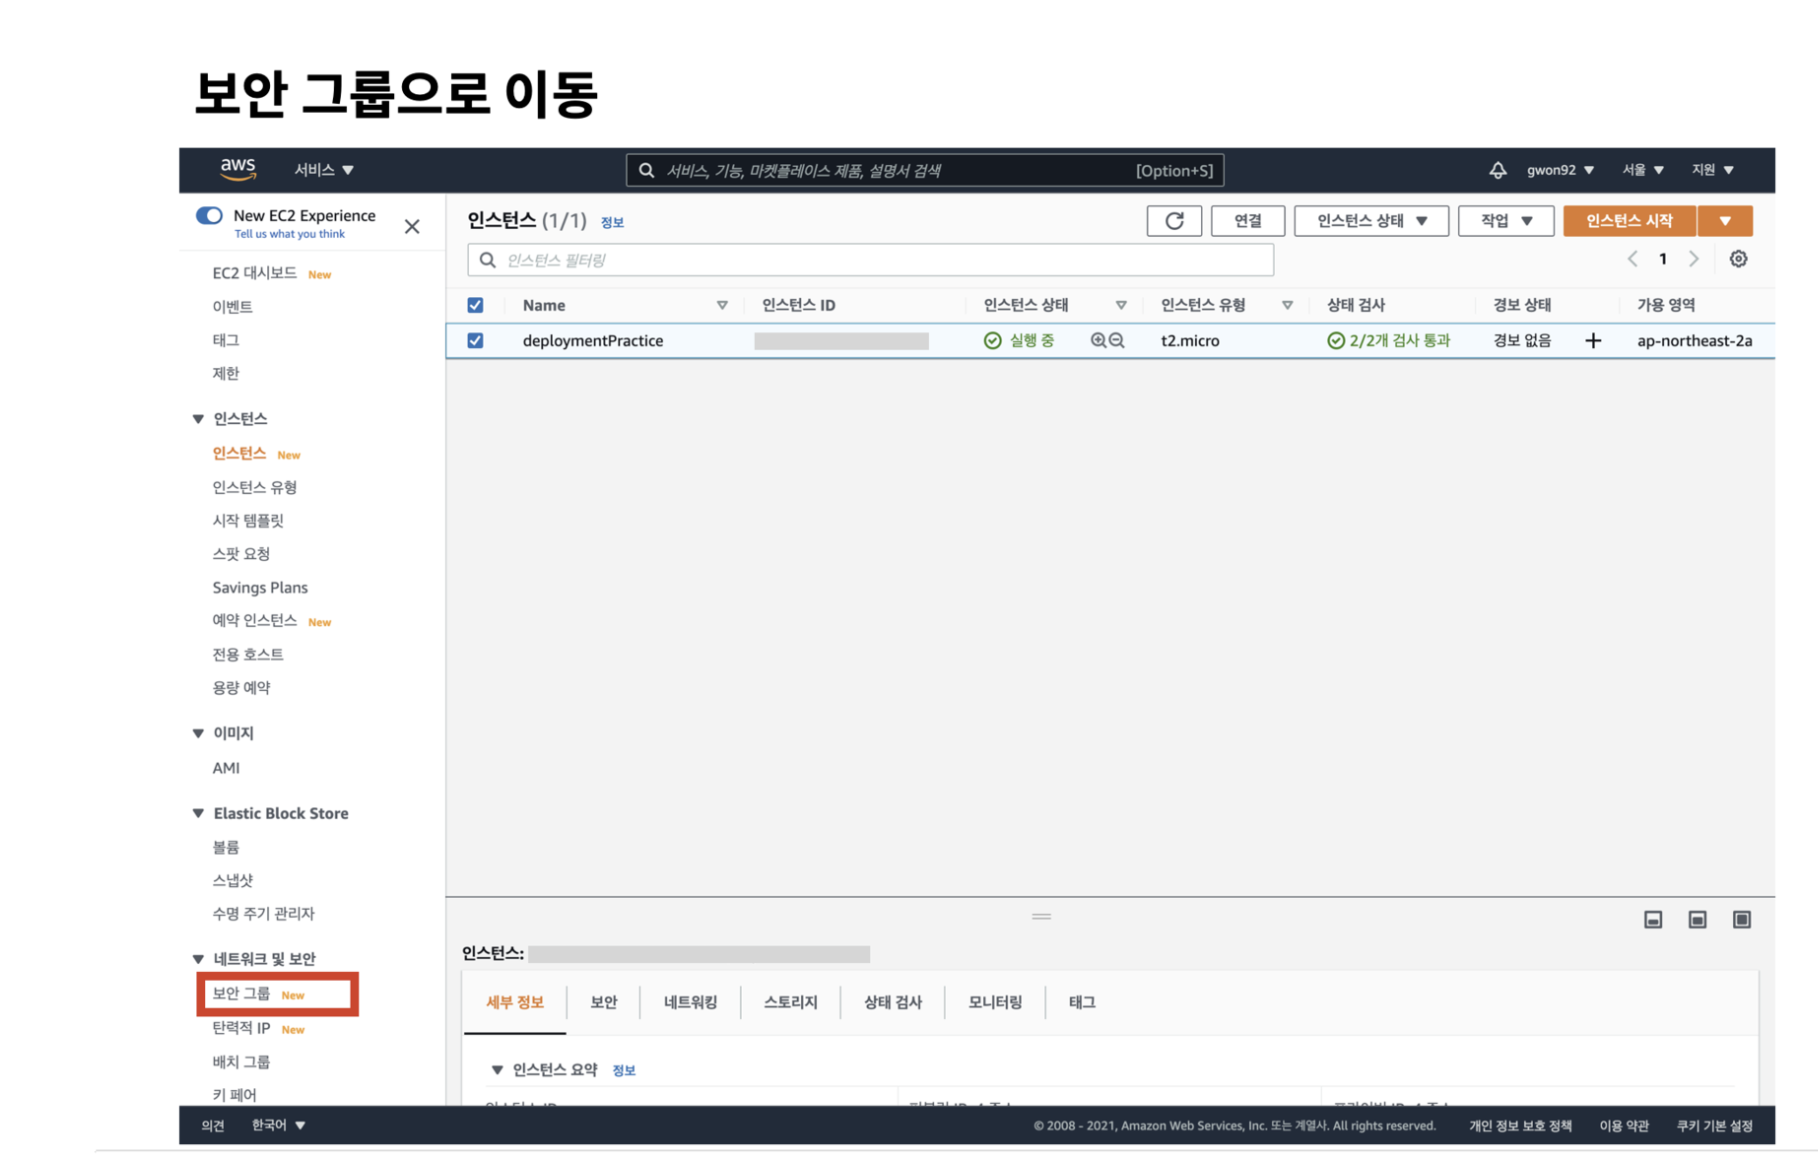 보안 그룹으로 이동
aws 서비스 서비스, 기능, 마켓플레이스 제품, 설명서 검색 [Option+S] gwon92 서울 지원
New EC2 Experience
Tell us what you think
EC2 대시보드 New
이벤트
태그
제한
인스턴스
인스턴스 New
인스턴스 유형
시작 템플릿
스팟 요청
Savings Plans
예약 인스턴스 New
전용 호스트
용량 예약
이미지
AMI
Elastic Block Store
볼륨
스냅샷
수명 주기 관리자
네트워크 및 보안
보안 그룹 New
탄력적 IP New
배치 그룹
키 페어
인스턴스 (1/1) 정보 연결 인스턴스 상태 작업 인스턴스 시작
인스턴스 필터링 1
Name 인스턴스 ID 인스턴스 상태 인스턴스 유형 상태 검사 경보 상태 가용 영역
deploymentPractice 실행 중 t2.micro 2/2개 검사 통과 경보 없음 + ap-northeast-2a
인스턴스:
세부 정보 보안 네트워킹 스토리지 상태 검사 모니터링 태그
인스턴스 요약 정보
의견 한국어 © 2008 - 2021, Amazon Web Services, Inc. 또는 계열사. All rights reserved. 개인 정보 보호 정책 이용 약관 쿠키 기본 설정